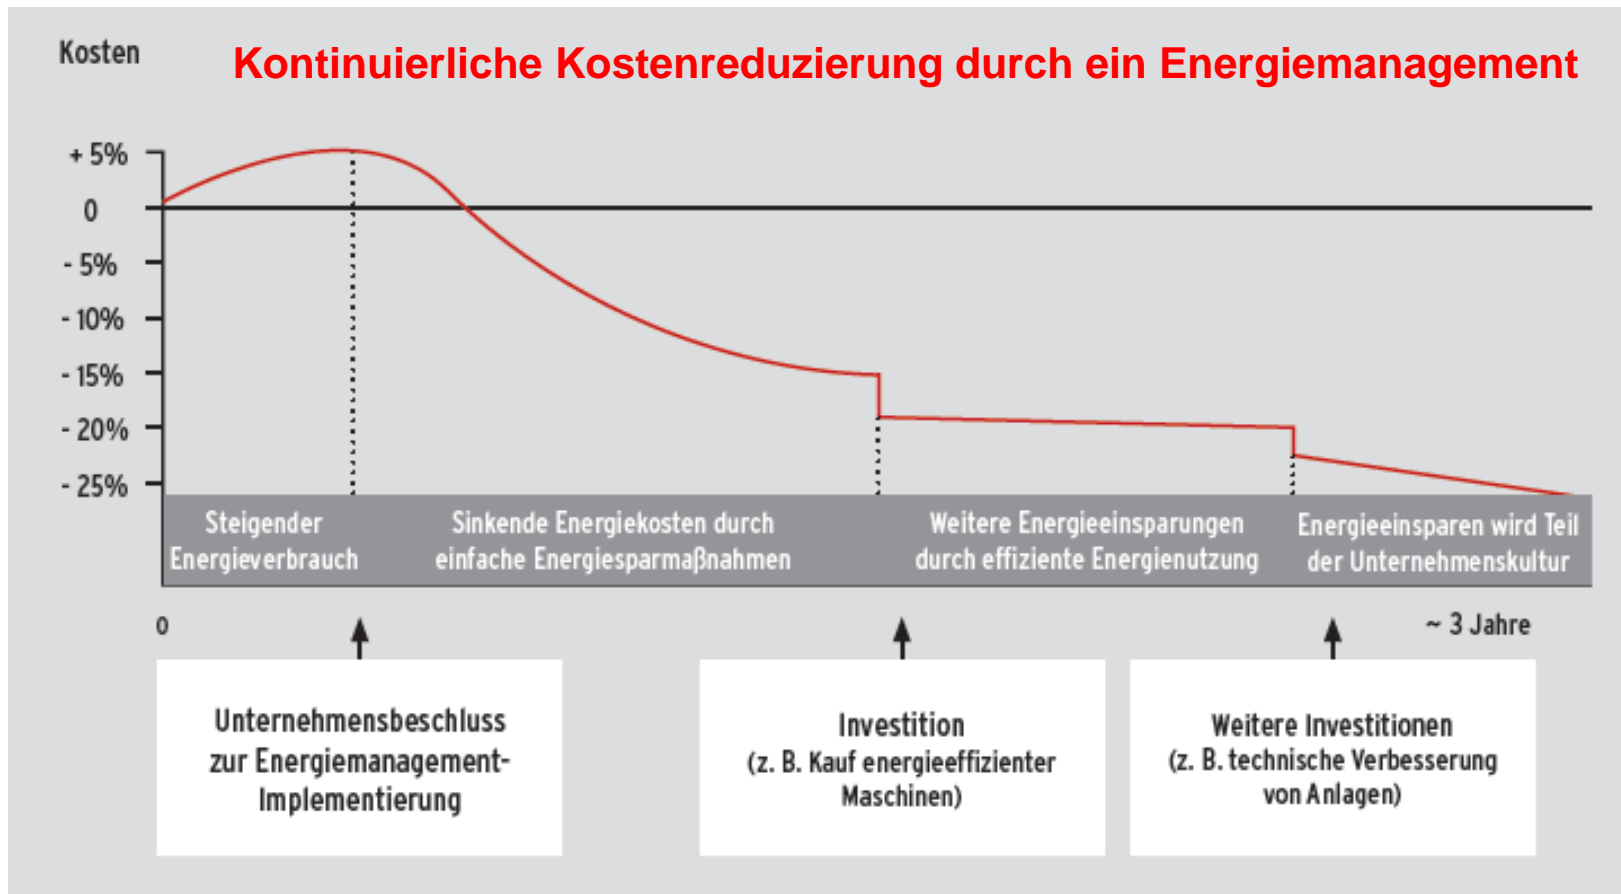 Kosten
Kontinuierliche Kostenreduzierung durch ein Energiemanagement
+ 5%
0
- 5%
- 10%
- 15%
- 20%
- 25%
Steigender
Energieverbrauch
Sinkende Energiekosten durch
einfache Energiesparmaßnahmen
Weitere Energieeinsparungen
durch effiziente Energienutzung
Energieeinsparen wird Teil
der Unternehmenskultur
0
~ 3 Jahre
Unternehmensbeschluss
zur Energiemanagement-
Implementierung
Investition
(z. B. Kauf energieeffizienter
Maschinen)
Weitere Investitionen
(z. B. technische Verbesserung
von Anlagen)